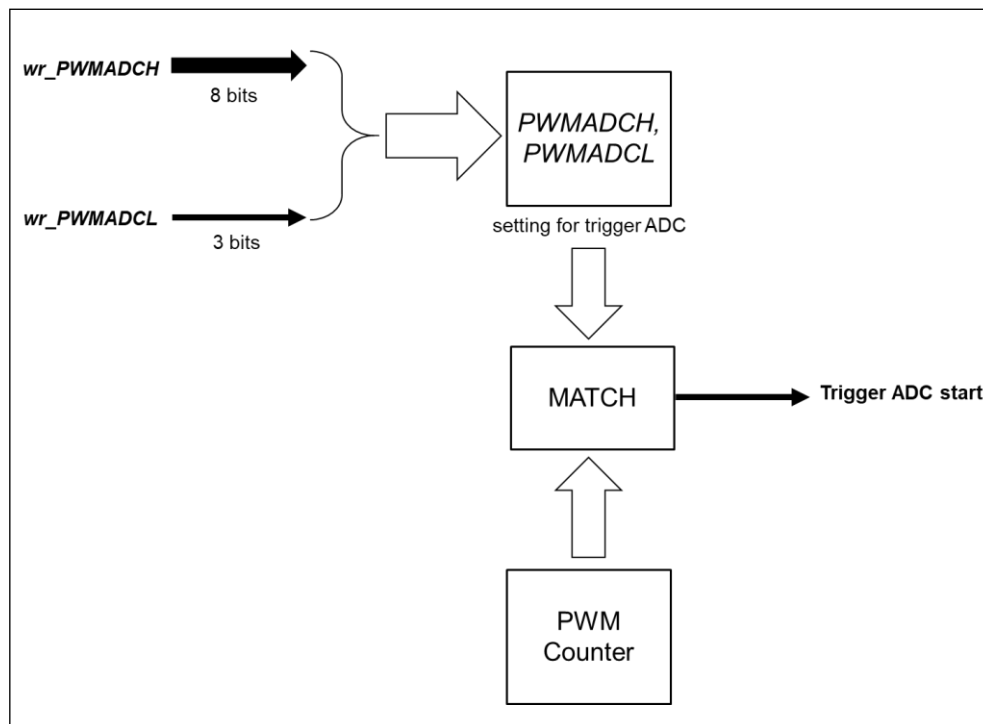 wr_PWMADCH
8 bits
wr_PWMADCL
3 bits
PWMADCH,
PWMADCL
setting for trigger ADC
MATCH
Trigger ADC start
PWM
Counter